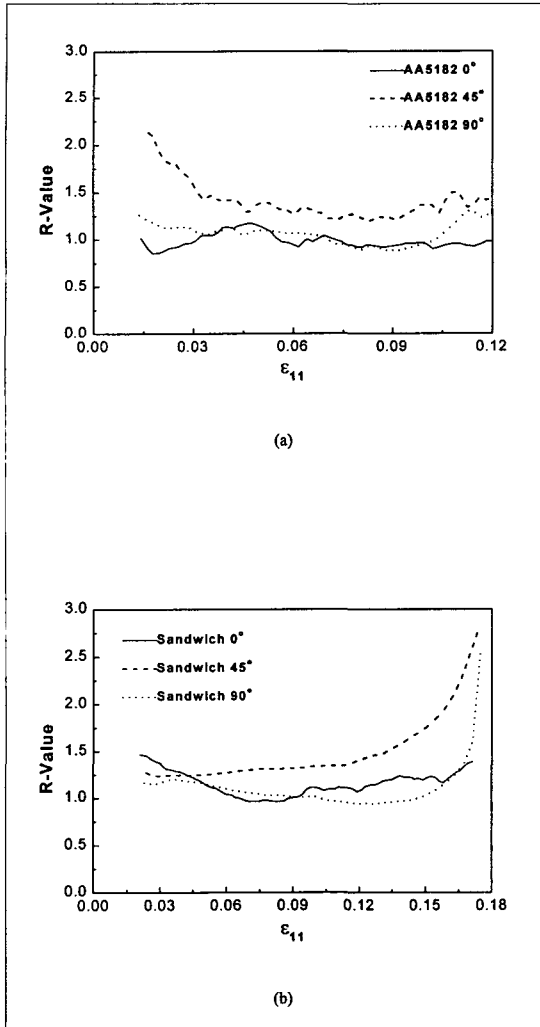 3.0
2.5
2.0
1.5
1.0
0.5
0.0
R-Value
AA5182 0°
AA5182 45°
AA5182 90°
0.00 0.03 0.06 0.09 0.12
ε11
(a)
3.0
2.5
2.0
1.5
1.0
0.5
0.0
R-Value
Sandwich 0°
Sandwich 45°
Sandwich 90°
0.00 0.03 0.06 0.09 0.12 0.15 0.18
ε11
(b)